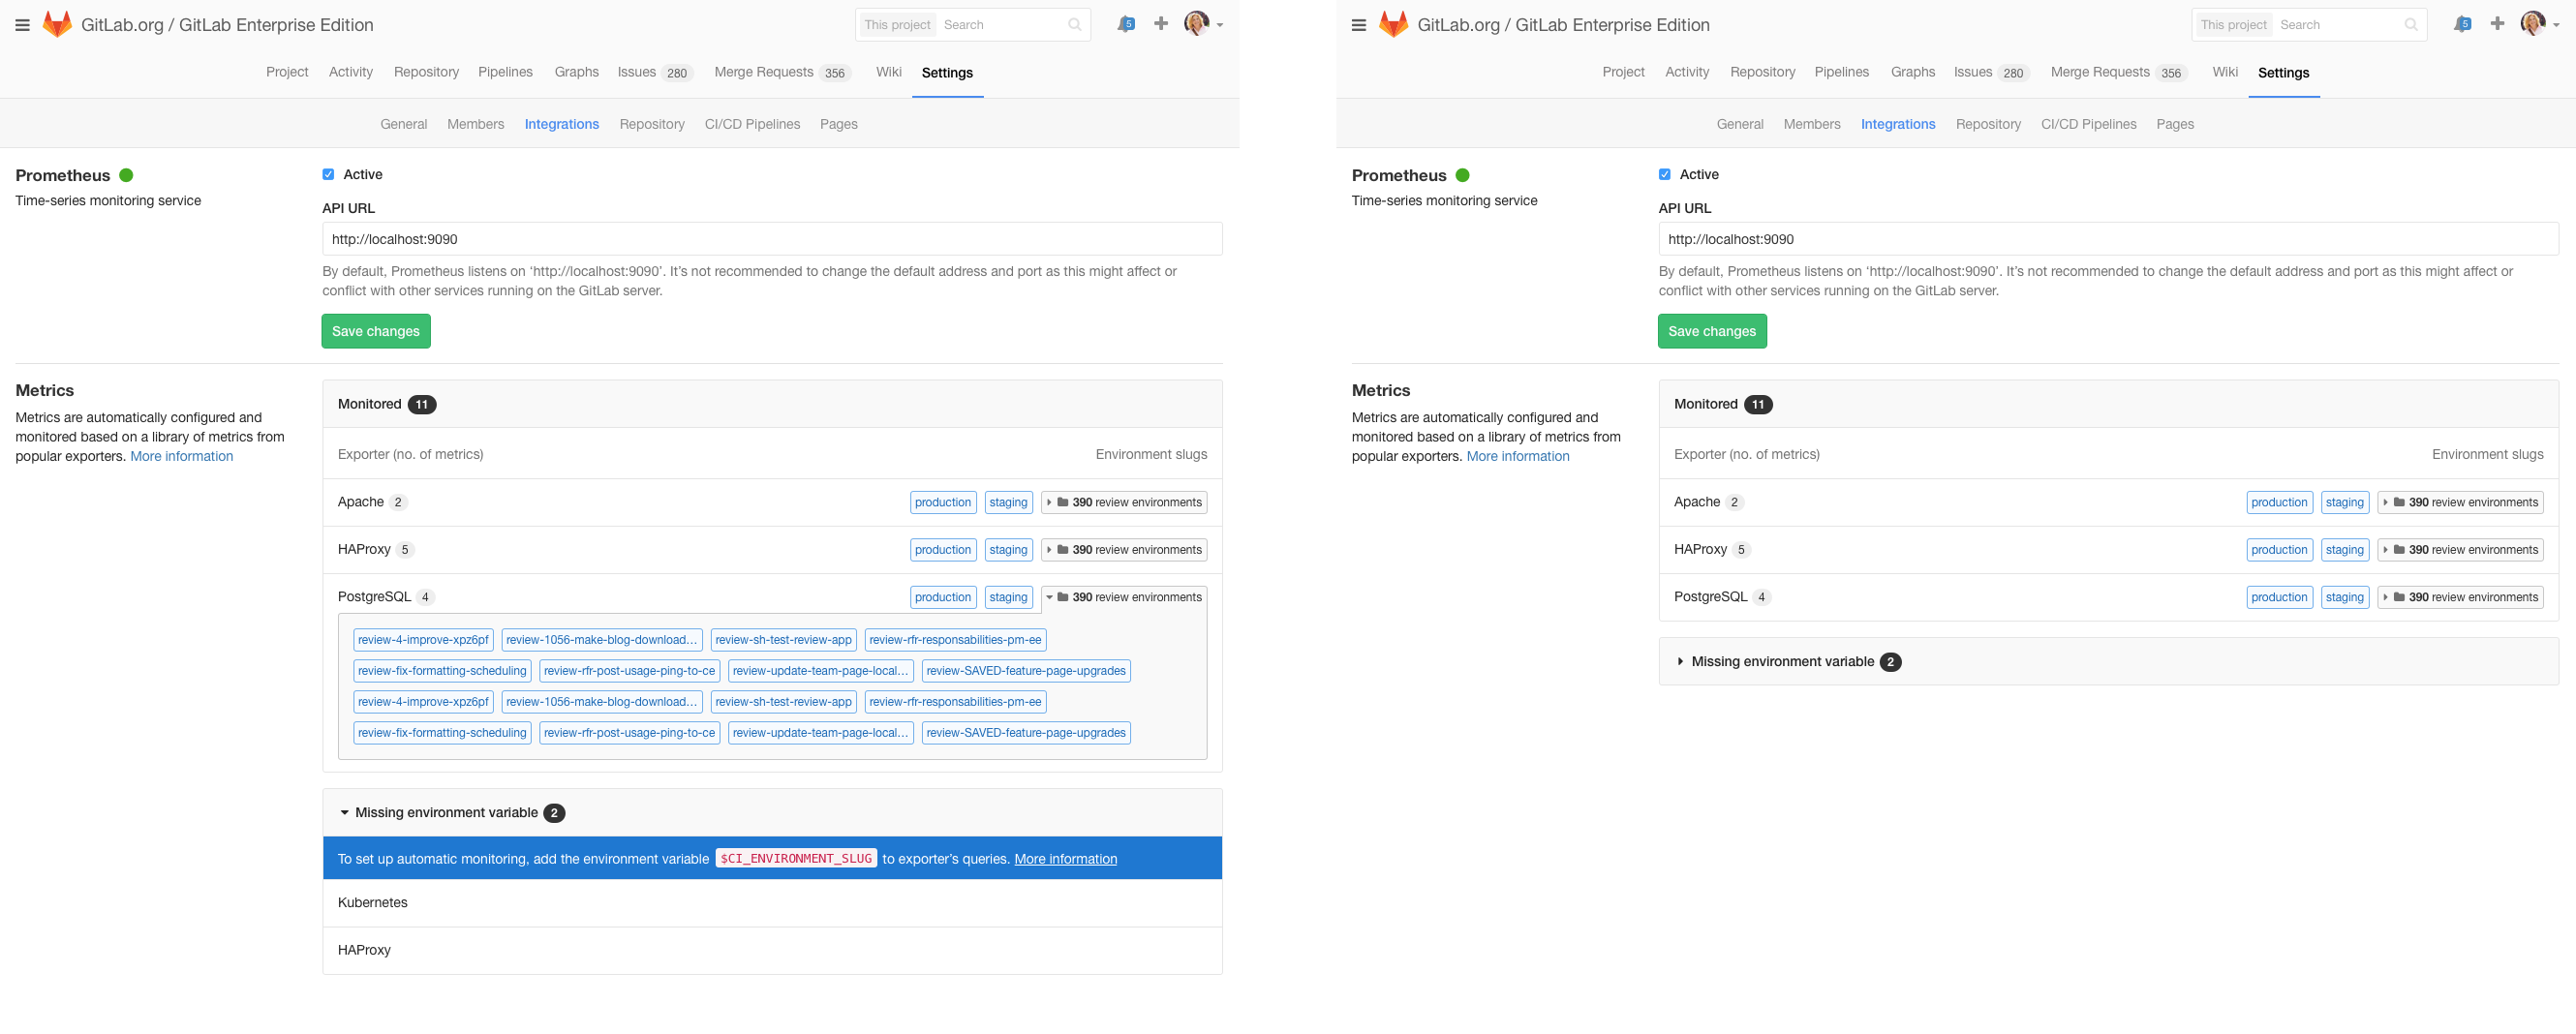 GitLab.org / GitLab Enterprise Edition
This project Search
5
Project Activity Repository Pipelines Graphs Issues 280 Merge Requests 356 Wiki Settings
General Members Integrations Repository CI/CD Pipelines Pages
Prometheus
Time-series monitoring service
Active
API URL
http://localhost:9090
By default, Prometheus listens on ‘http://localhost:9090’. It’s not recommended to change the default address and port as this might affect or
conflict with other services running on the GitLab server.
Save changes
Metrics
Metrics are automatically configured and
monitored based on a library of metrics from
popular exporters. More information
Monitored 11
Exporter (no. of metrics) Environment slugs
Apache 2 production staging 390 review environments
HAProxy 5 production staging 390 review environments
PostgreSQL 4 production staging 390 review environments
review-4-improve-xpz6pf review-1056-make-blog-download... review-sh-test-review-app review-rfr-responsabilities-pm-ee
review-fix-formatting-scheduling review-rfr-post-usage-ping-to-ce review-update-team-page-local... review-SAVED-feature-page-upgrades
review-4-improve-xpz6pf review-1056-make-blog-download... review-sh-test-review-app review-rfr-responsabilities-pm-ee
review-fix-formatting-scheduling review-rfr-post-usage-ping-to-ce review-update-team-page-local... review-SAVED-feature-page-upgrades
Missing environment variable 2
To set up automatic monitoring, add the environment variable $CI_ENVIRONMENT_SLUG to exporter’s queries. More information
Kubernetes
HAProxy
GitLab.org / GitLab Enterprise Edition
This project Search
5
Project Activity Repository Pipelines Graphs Issues 280 Merge Requests 356 Wiki Settings
General Members Integrations Repository CI/CD Pipelines Pages
Prometheus
Time-series monitoring service
Active
API URL
http://localhost:9090
By default, Prometheus listens on ‘http://localhost:9090’. It’s not recommended to change the default address and port as this might affect or
conflict with other services running on the GitLab server.
Save changes
Metrics
Metrics are automatically configured and
monitored based on a library of metrics from
popular exporters. More information
Monitored 11
Exporter (no. of metrics) Environment slugs
Apache 2 production staging 390 review environments
HAProxy 5 production staging 390 review environments
PostgreSQL 4 production staging 390 review environments
Missing environment variable 2